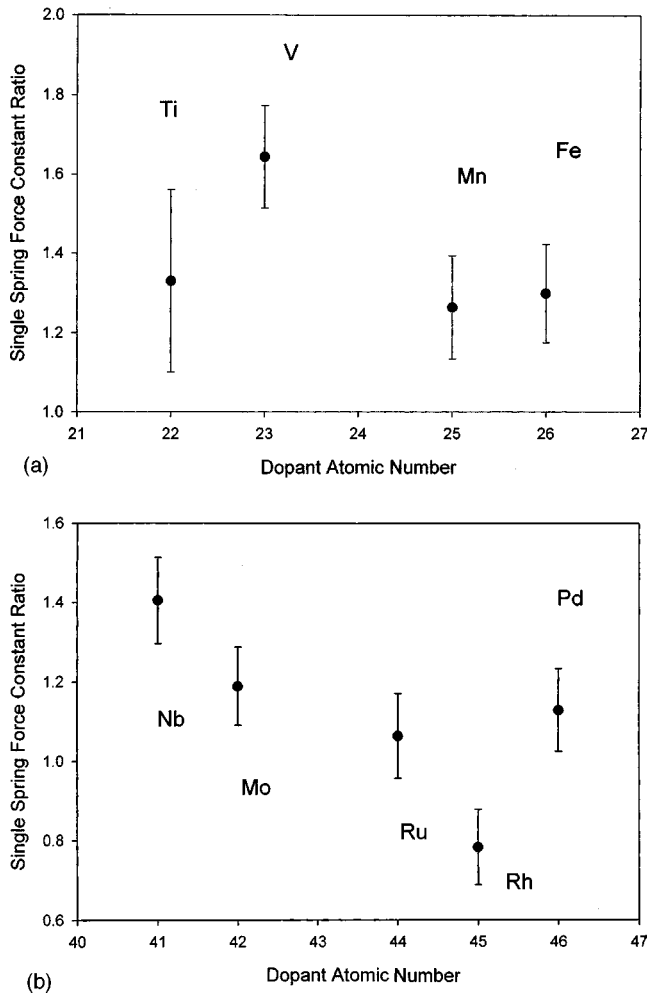 2.0
1.8
1.6
1.4
1.2
1.0
Single Spring Force Constant Ratio
Ti
V
Mn
Fe
21 22 23 24 25 26 27
(a)
Dopant Atomic Number
1.6
1.4
1.2
1.0
0.8
0.6
Single Spring Force Constant Ratio
Nb
Mo
Ru
Rh
Pd
40 41 42 43 44 45 46 47
(b)
Dopant Atomic Number